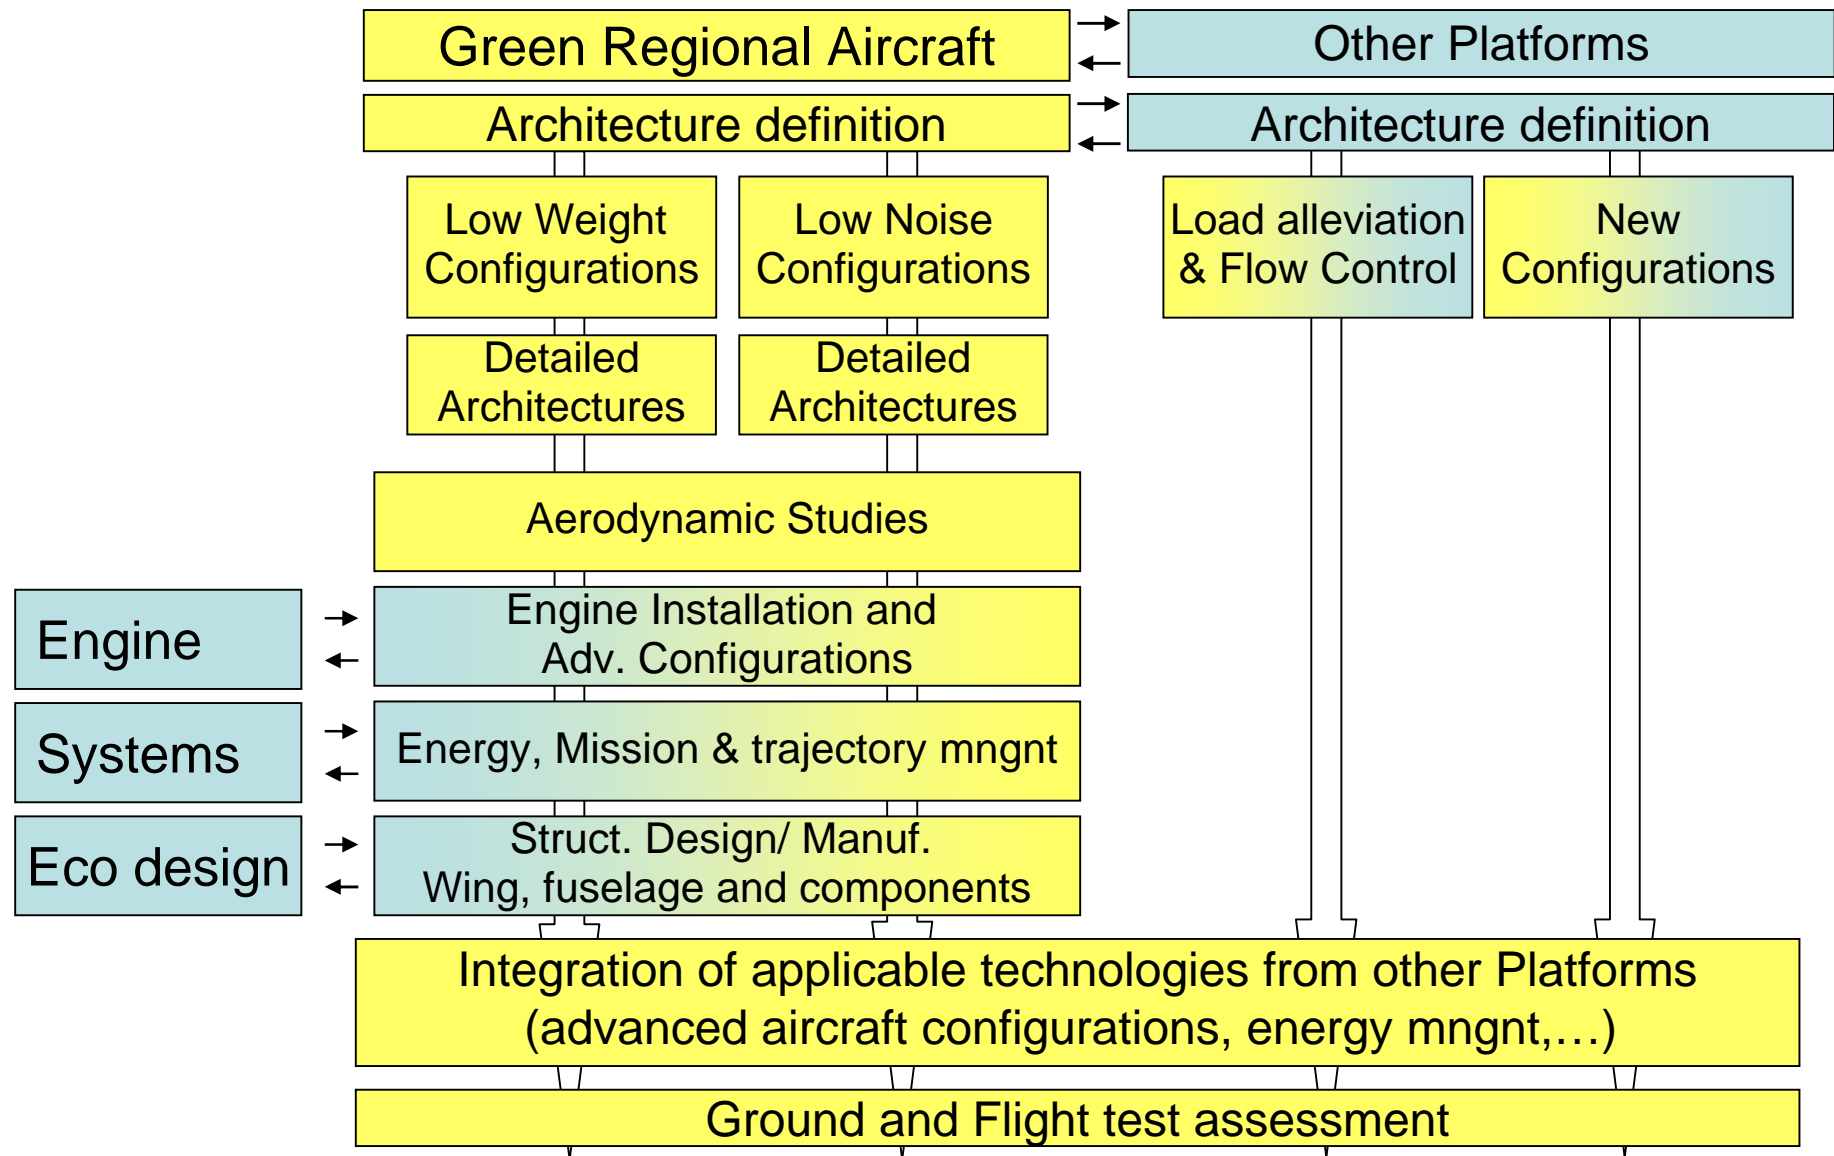 Green Regional Aircraft
Other Platforms
Architecture definition
Architecture definition
Low Weight
Configurations
Low Noise
Configurations
Load alleviation
& Flow Control
New
Configurations
Detailed
Architectures
Detailed
Architectures
Aerodynamic Studies
Engine
Engine Installation and
Adv. Configurations
Systems
Energy, Mission & trajectory mngnt
Eco design
Struct. Design/ Manuf.
Wing, fuselage and components
Integration of applicable technologies from other Platforms
(advanced aircraft configurations, energy mngnt,…)
Ground and Flight test assessment